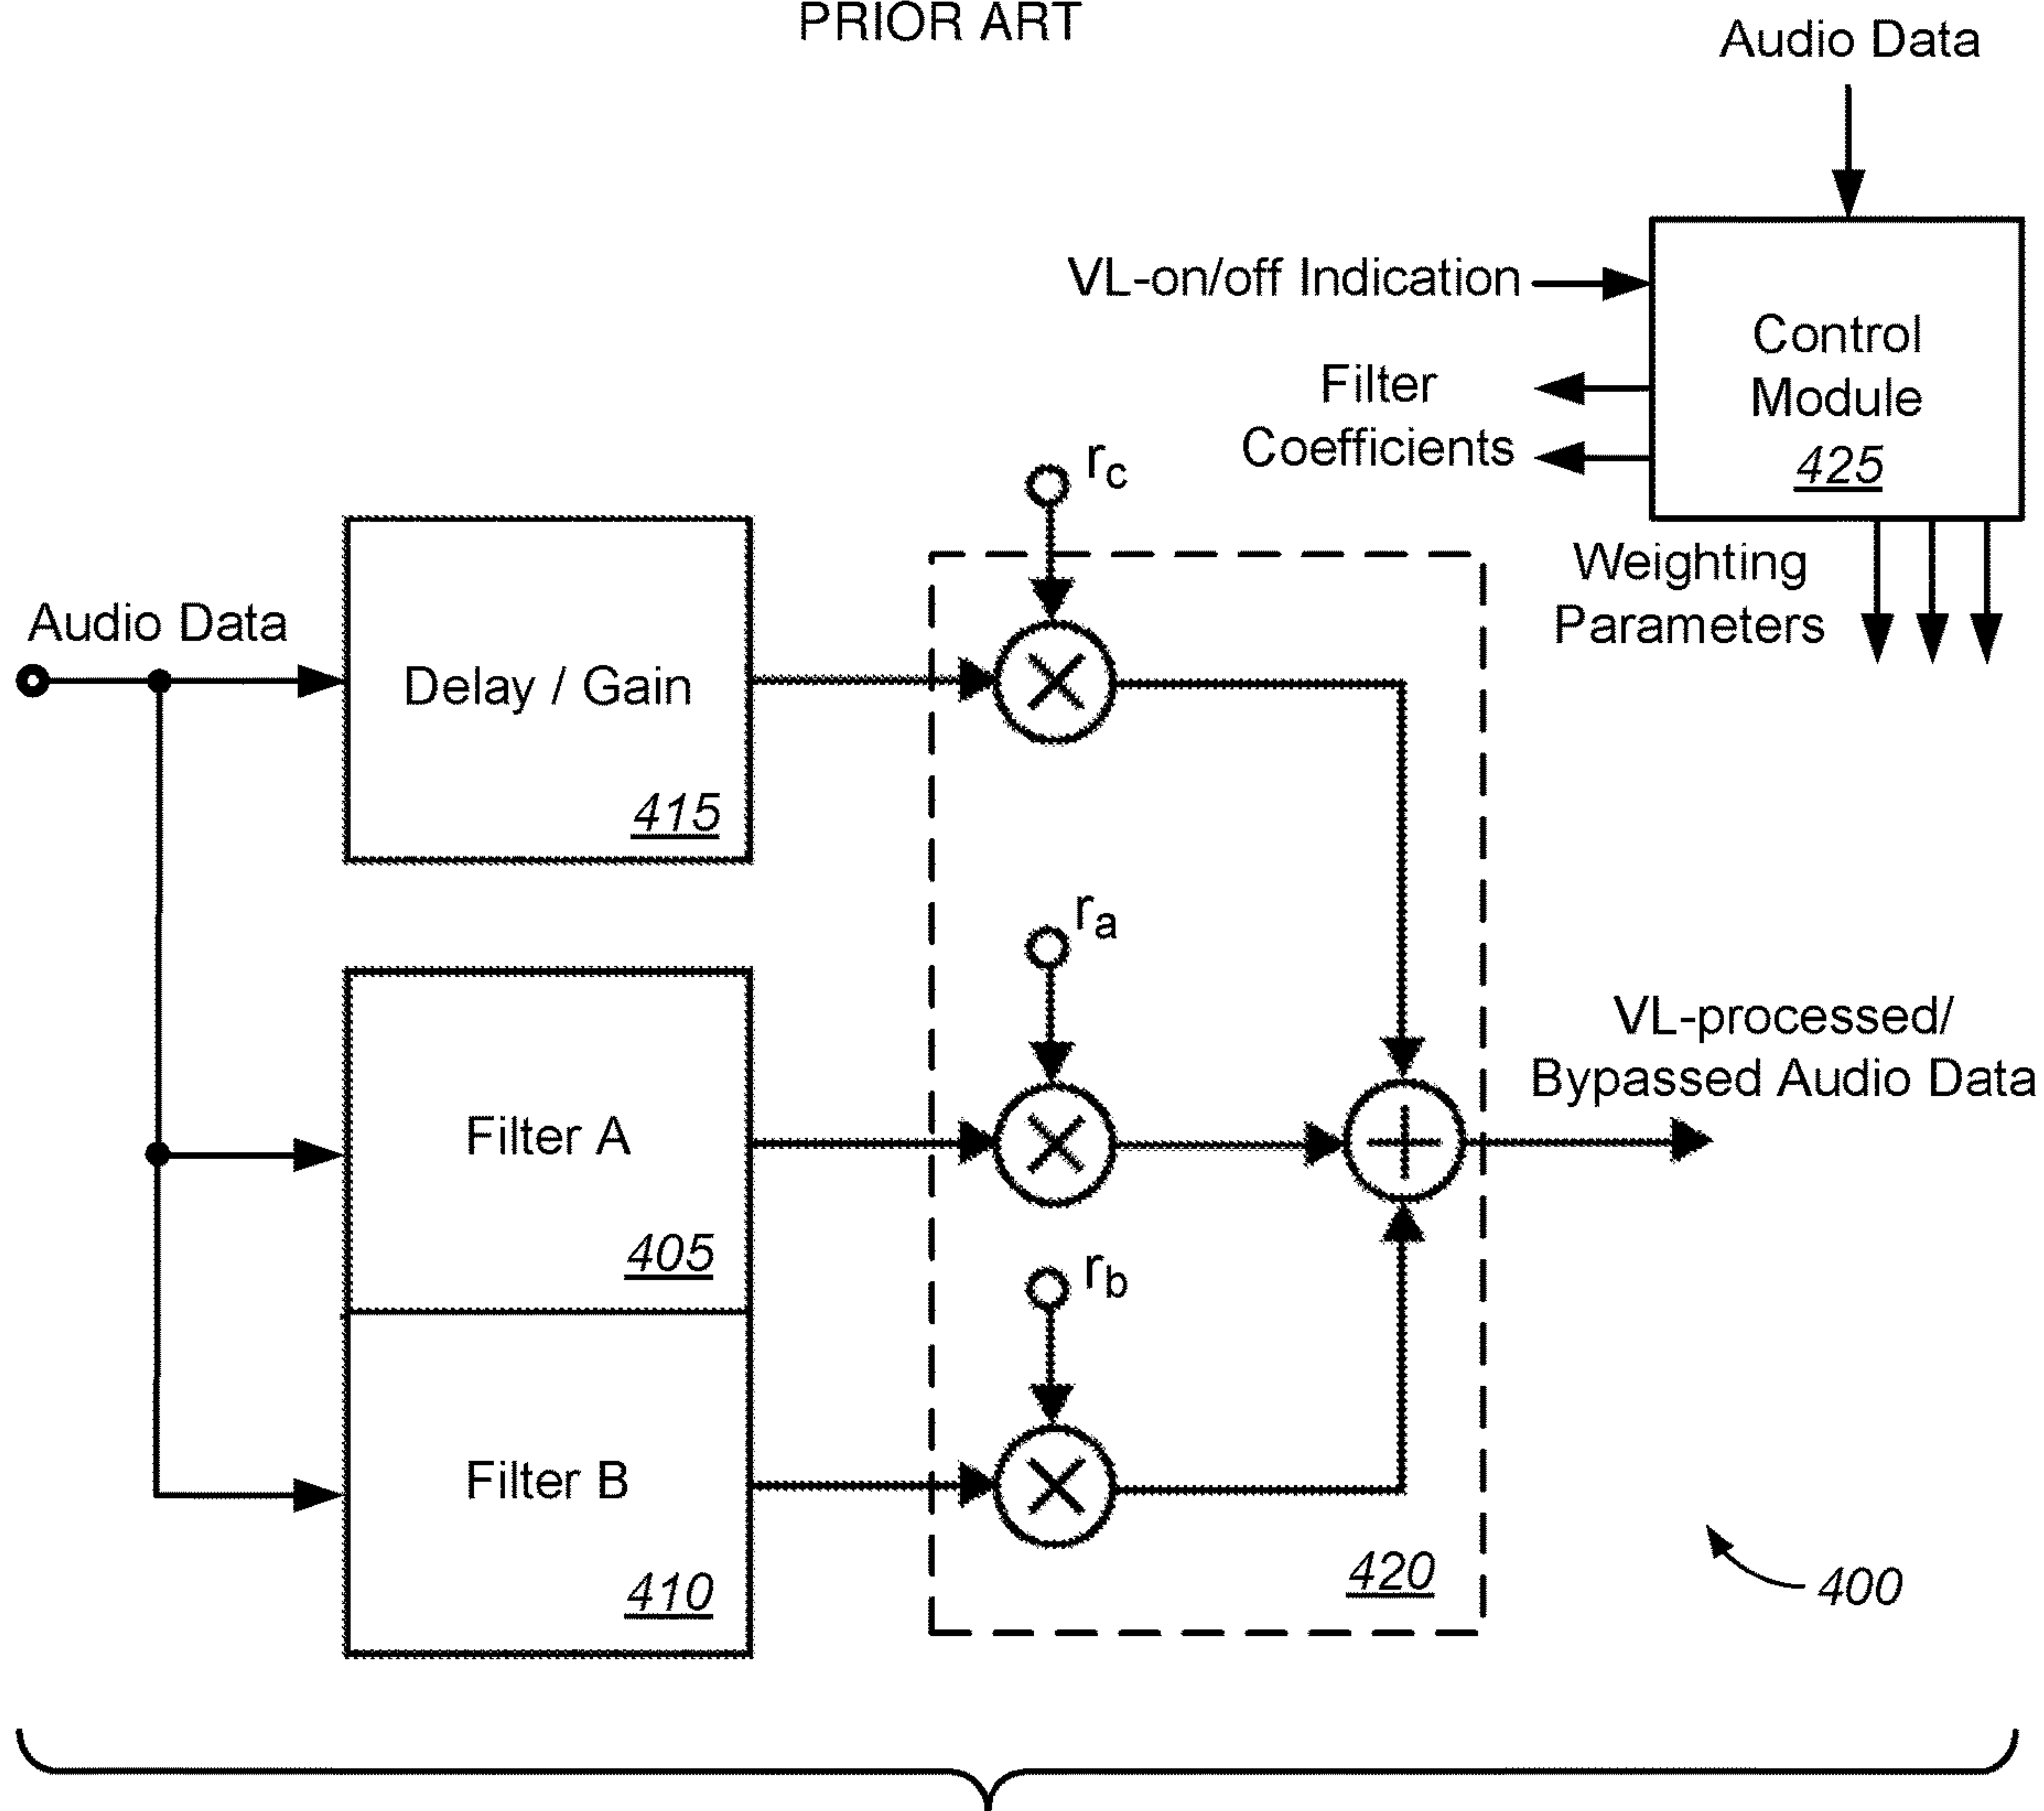 PRIOR ART
Audio Data
VL-on/off Indication
Control
Module
425
Filter
Coefficients
Weighting
Parameters
rc
Audio Data
Delay / Gain
415
ra
Filter A
405
VL-processed/
Bypassed Audio Data
rb
Filter B
410
420
400